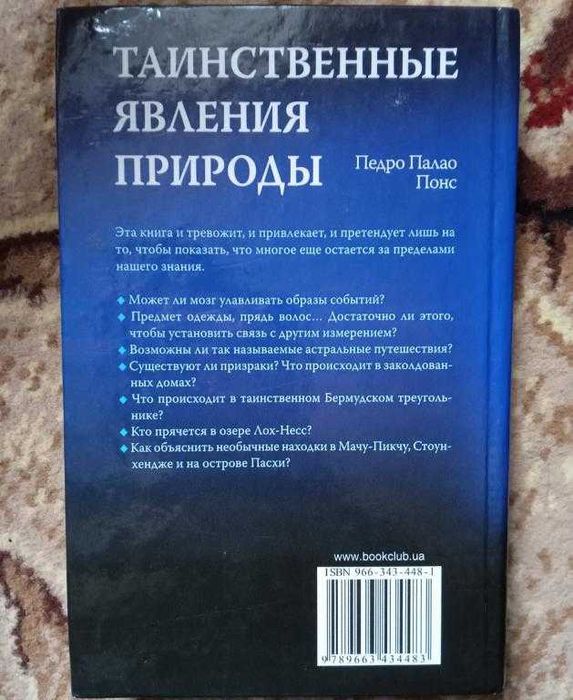 ТАИНСТВЕННЫЕ
ЯВЛЕНИЯ
ПРИРОДЫ
Педро Палао
Понс
Эта книга и тревожит, и привлекает, и претендует лишь на
то, чтобы показать, что многое еще остается за пределами
нашего знания.
◆ Может ли мозг улавливать образы событий?
◆ Предмет одежды, прядь волос... Достаточно ли этого,
чтобы установить связь с другим измерением?
◆ Возможны ли так называемые астральные путешествия?
◆ Существуют ли призраки? Что происходит в заколдован-
ных домах?
◆ Что происходит в таинственном Бермудском треуголь-
нике?
◆ Кто прячется в озере Лох-Несс?
◆ Как объяснить необычные находки в Мачу-Пикчу, Стоун-
хендже и на острове Пасхи?
www.bookclub.ua
ISBN 966-343-448-1
9 789663 434483